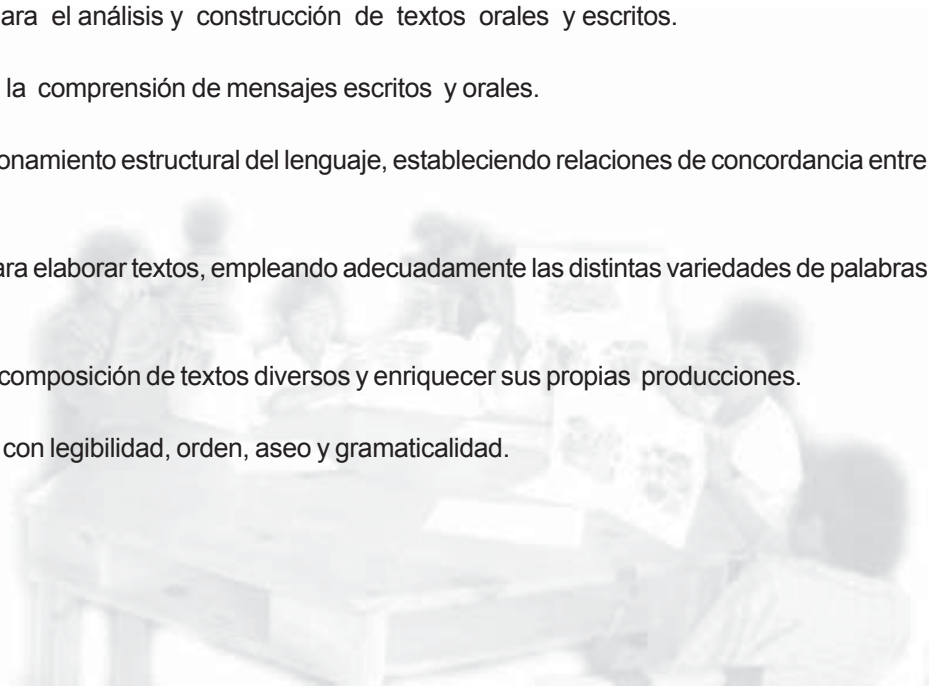 ara el análisis y construcción de textos orales y escritos.
la comprensión de mensajes escritos y orales.
onamiento estructural del lenguaje, estableciendo relaciones de concordancia entre
ara elaborar textos, empleando adecuadamente las distintas variedades de palabras
composición de textos diversos y enriquecer sus propias producciones.
con legibilidad, orden, aseo y gramaticalidad.